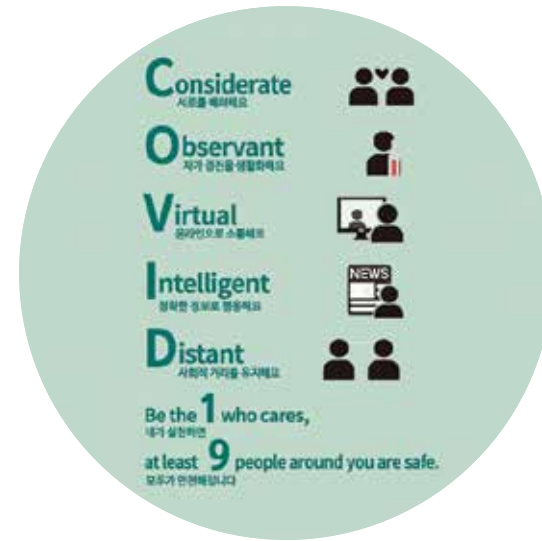 Considerate
서로를 배려해요
Observant
자가 점진을 생활화해요
Virtual
온라인으로 소통해요
Intelligent
NEWS
정확한 정보로 행동해요
Distant
사회적 거리를 유지해요
Be the 1 who cares,
내가 실천하면
at least 9 people around you are safe.
모두가 안전해집니다